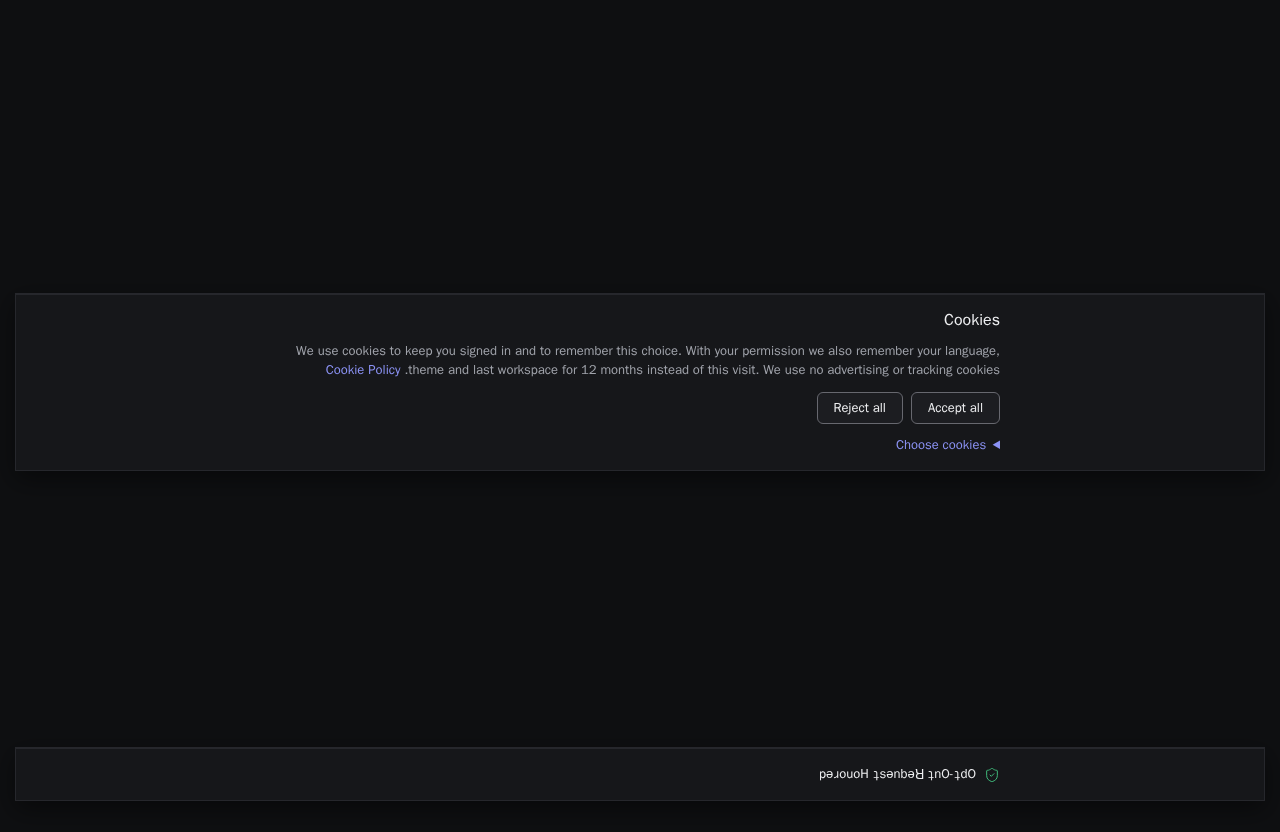 Cookies
We use cookies to keep you signed in and to remember this choice. With your permission we also remember your language,
theme and last workspace for 12 months instead of this visit. We use no advertising or tracking cookies. Cookie Policy
Accept all
Reject all
Choose cookies
Opt-Out Request Honored